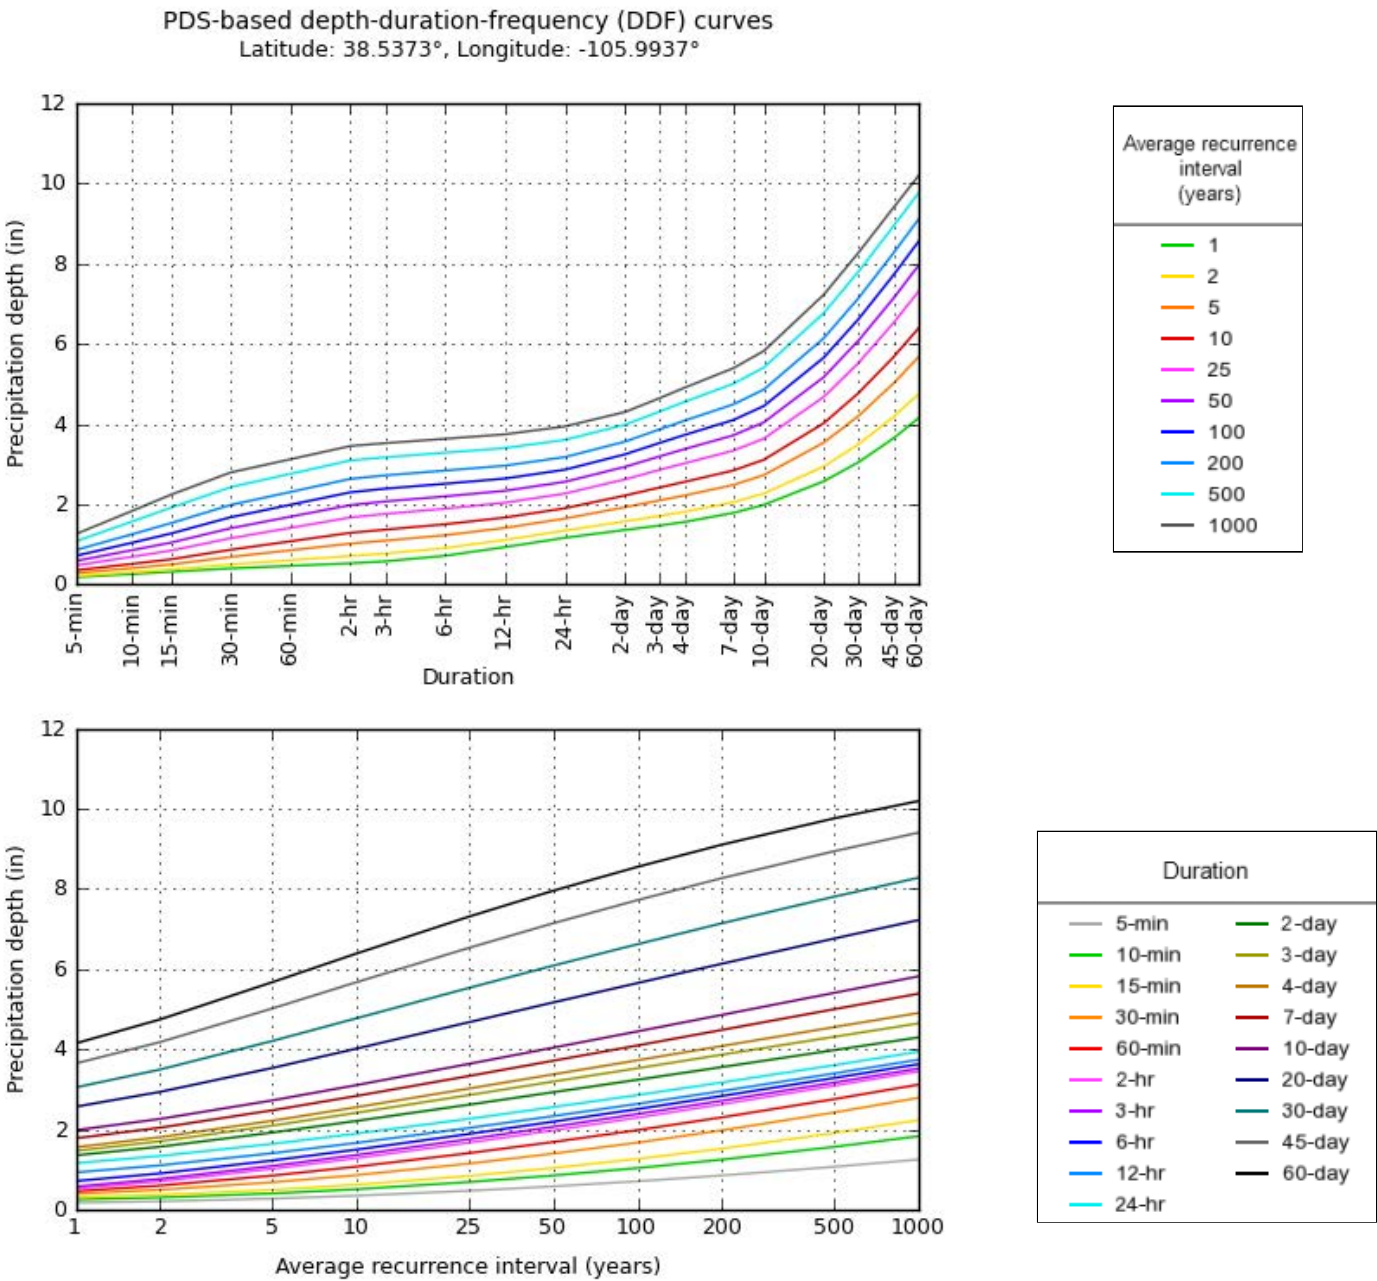 PDS-based depth-duration-frequency (DDF) curves
Latitude: 38.5373°, Longitude: -105.9937°
Precipitation depth (in)
12
10
8
6
4
2
0
5-min
10-min
15-min
30-min
60-min
2-hr
3-hr
6-hr
12-hr
24-hr
2-day
3-day
4-day
7-day
10-day
20-day
30-day
45-day
60-day
Duration
Average recurrence
interval
(years)
1
2
5
10
25
50
100
200
500
1000
Precipitation depth (in)
12
10
8
6
4
2
0
1 2 5 10 25 50 100 200 500 1000
Average recurrence interval (years)
Duration
5-min 2-day
10-min 3-day
15-min 4-day
30-min 7-day
60-min 10-day
2-hr 20-day
3-hr 30-day
6-hr 45-day
12-hr 60-day
24-hr